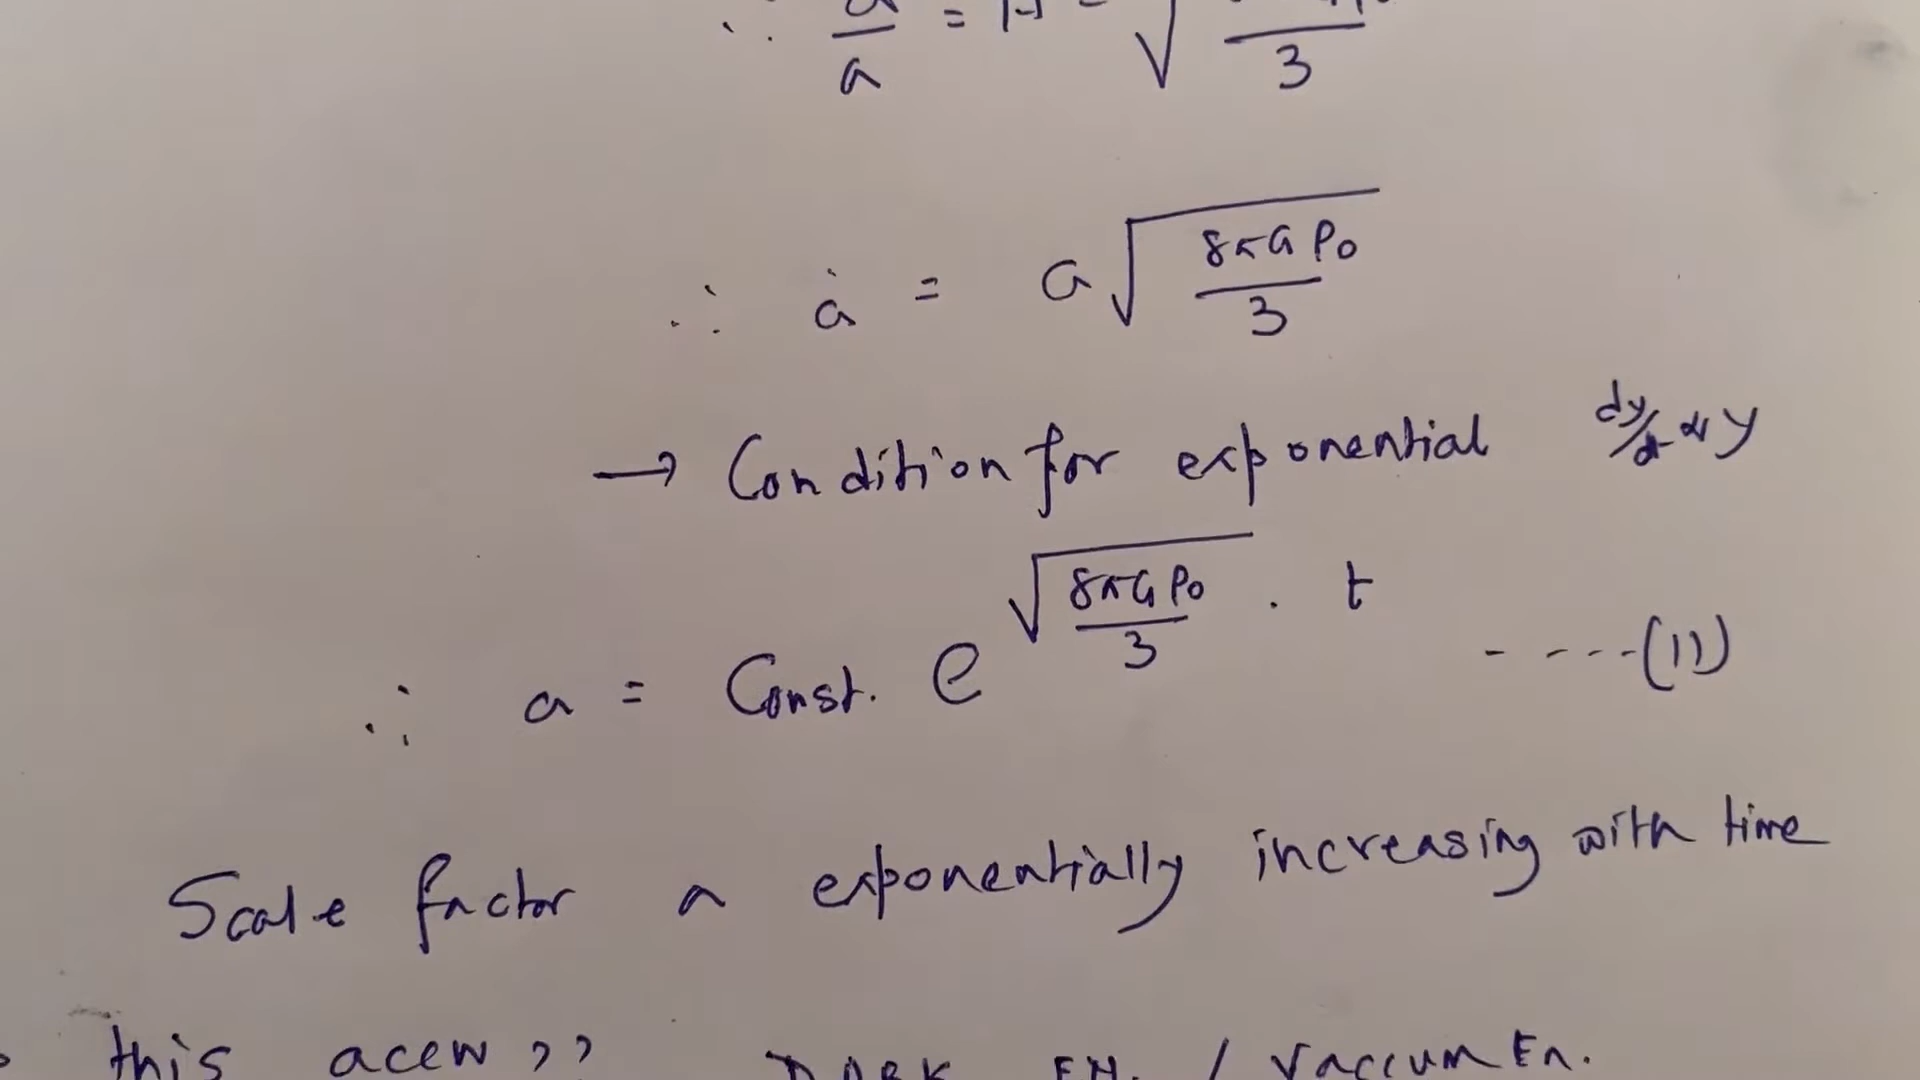 ∴ ȧ/a = H = √(8πGρ₀/3)
∴ ȧ = a√(8πGρ₀/3)
→ Condition for exponential dy/dt ∝ y
∴ a = Const. e^(√(8πGρ₀/3) . t) - ----(11)
Scale factor a exponentially increasing with time
this DARK EN. / Vaccum En.